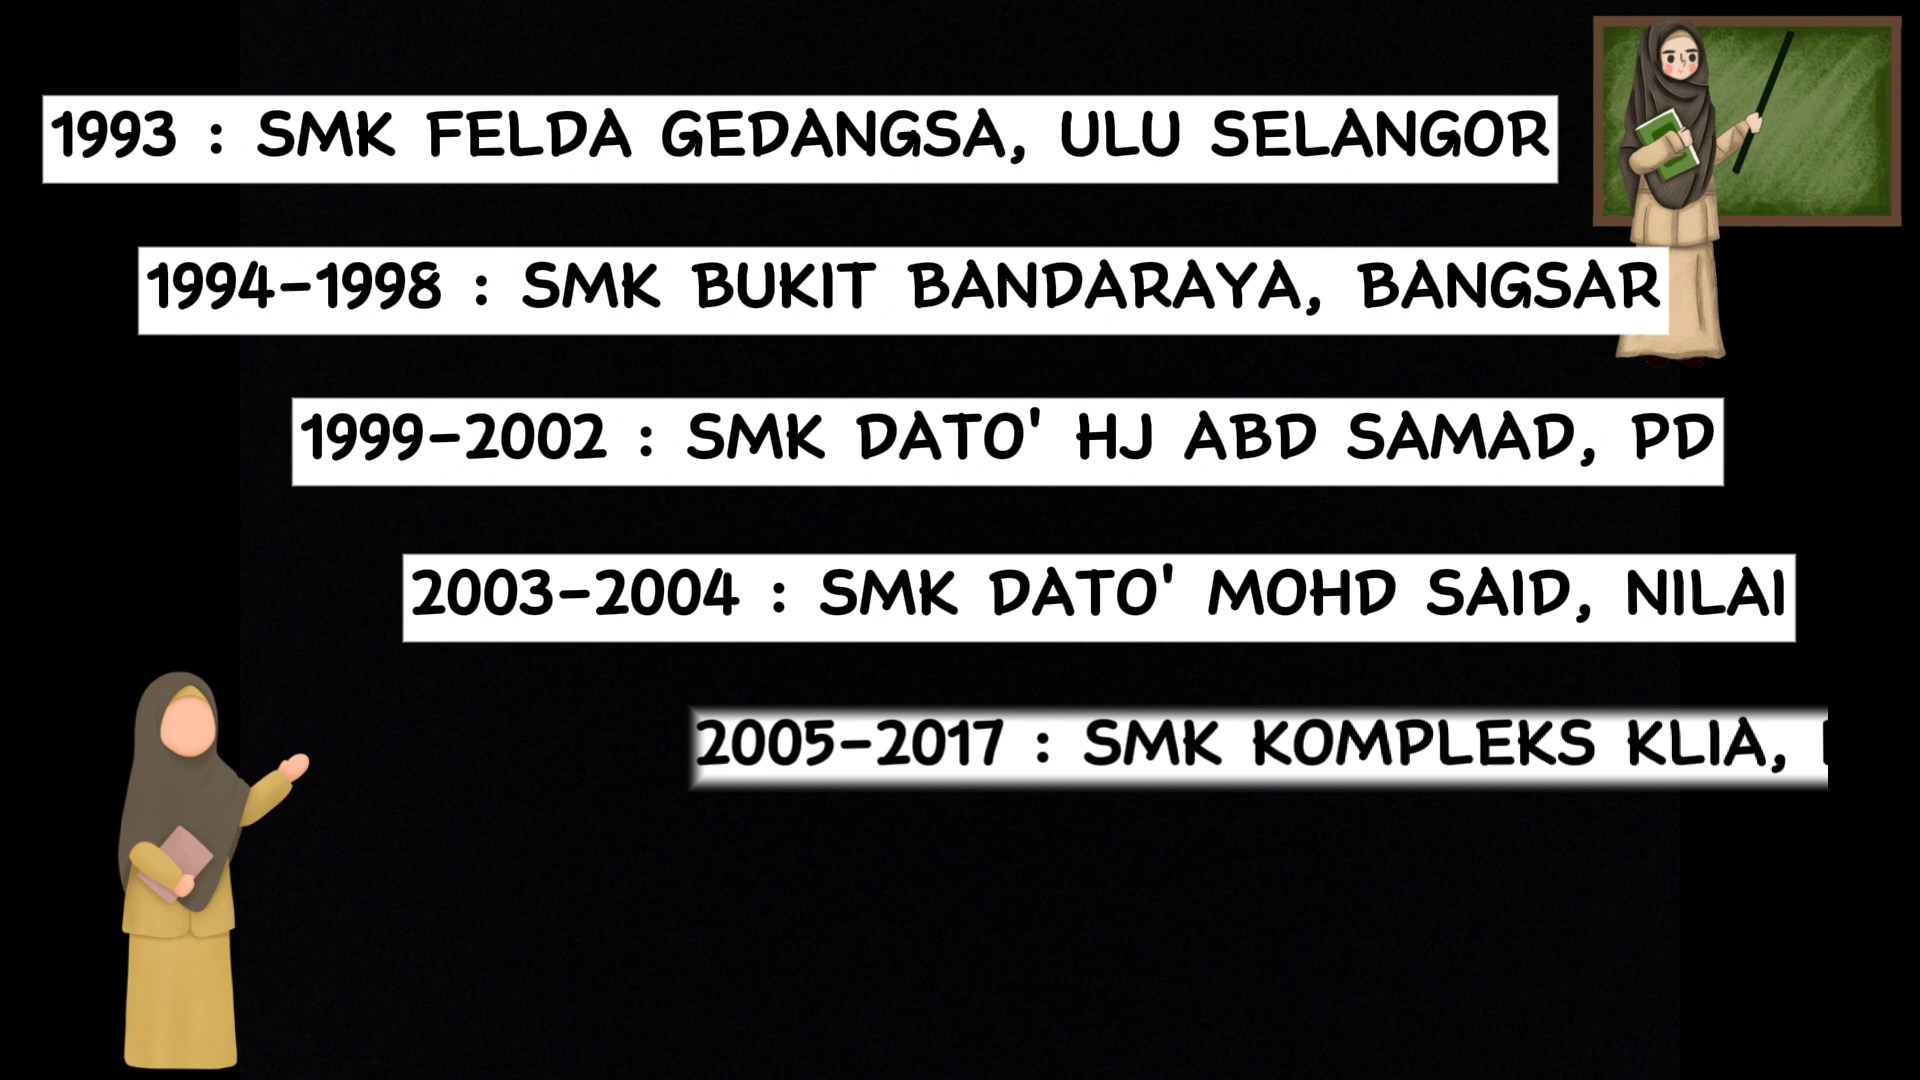 1993 : SMK FELDA GEDANGSA, ULU SELANGOR
1994-1998 : SMK BUKIT BANDARAYA, BANGSAR
1999-2002 : SMK DATO' HJ ABD SAMAD, PD
2003-2004 : SMK DATO' MOHD SAID, NILAI
2005-2017 : SMK KOMPLEKS KLIA,